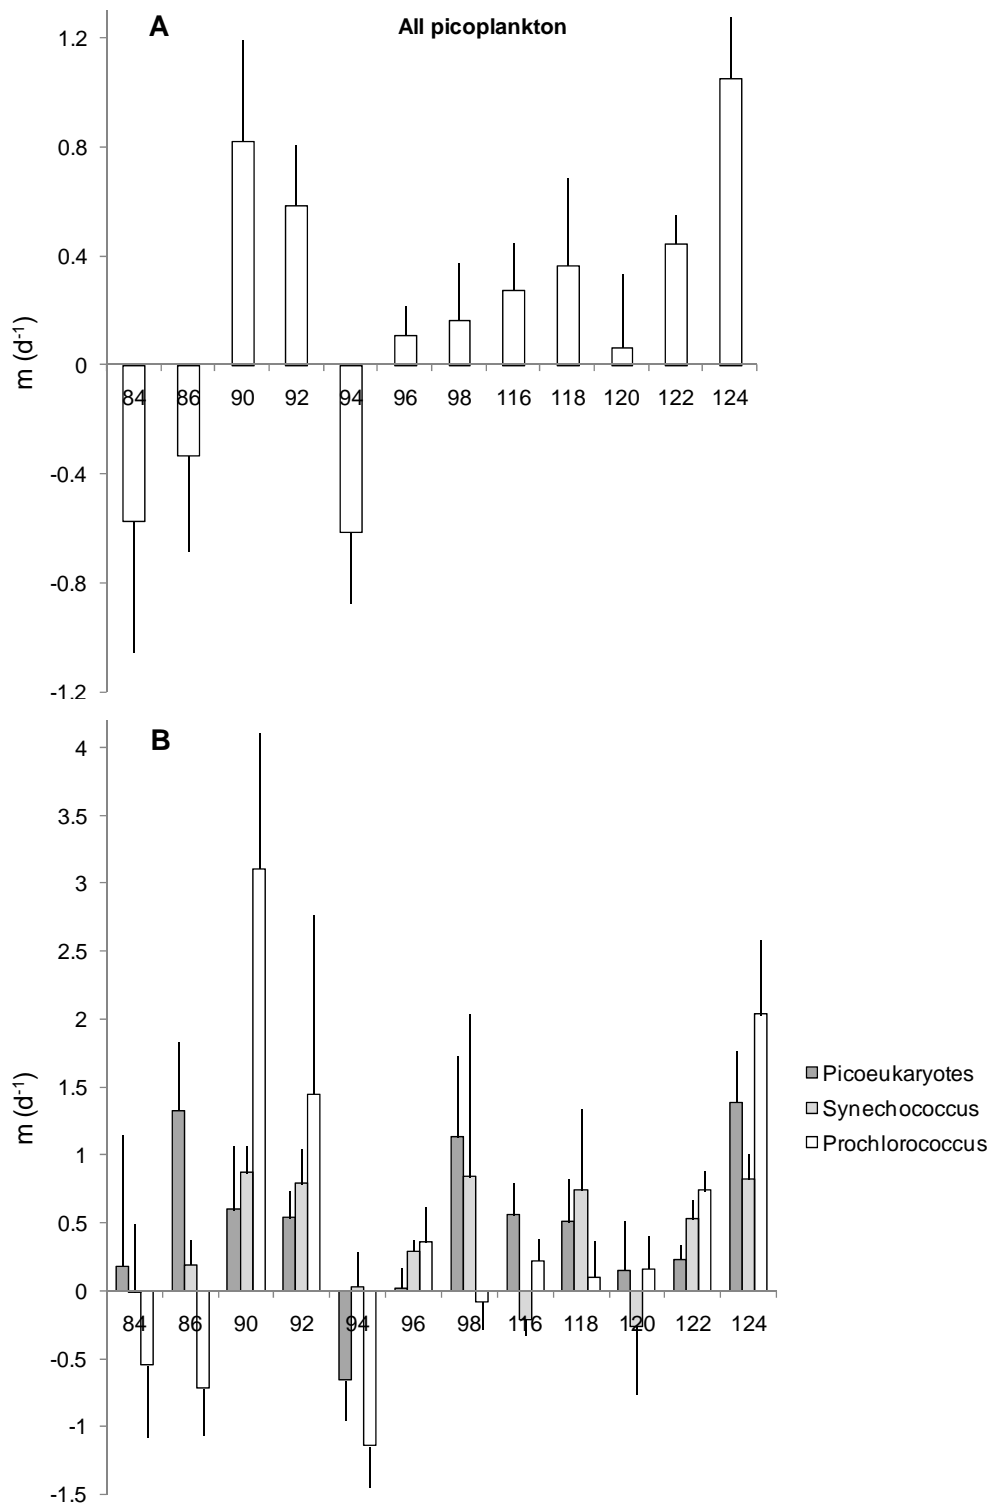 A
All picoplankton
1.2
0.8
0.4
0
-0.4
-0.8
-1.2
m (d-1)
84 86 90 92 94 96 98 116 118 120 122 124
B
4
3.5
3
2.5
2
1.5
1
0.5
0
-0.5
-1
-1.5
m (d-1)
84 86 90 92 94 96 98 116 118 120 122 124
Picoeukaryotes
Synechococcus
Prochlorococcus